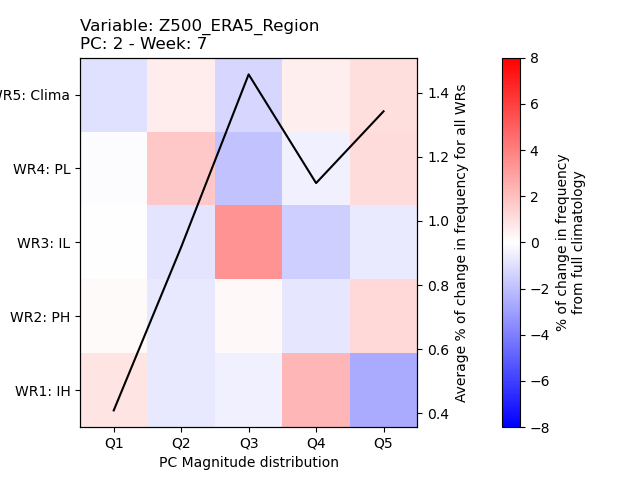 Variable: Z500_ERA5_Region
PC: 2 - Week: 7
WR5: Clima
WR4: PL
WR3: IL
WR2: PH
WR1: IH
Q1 Q2 Q3 Q4 Q5
PC Magnitude distribution
1.4
1.2
1.0
0.8
0.6
0.4
Average % of change in frequency for all WRs
8
6
4
2
0
−2
−4
−6
−8
% of change in frequency
from full climatology